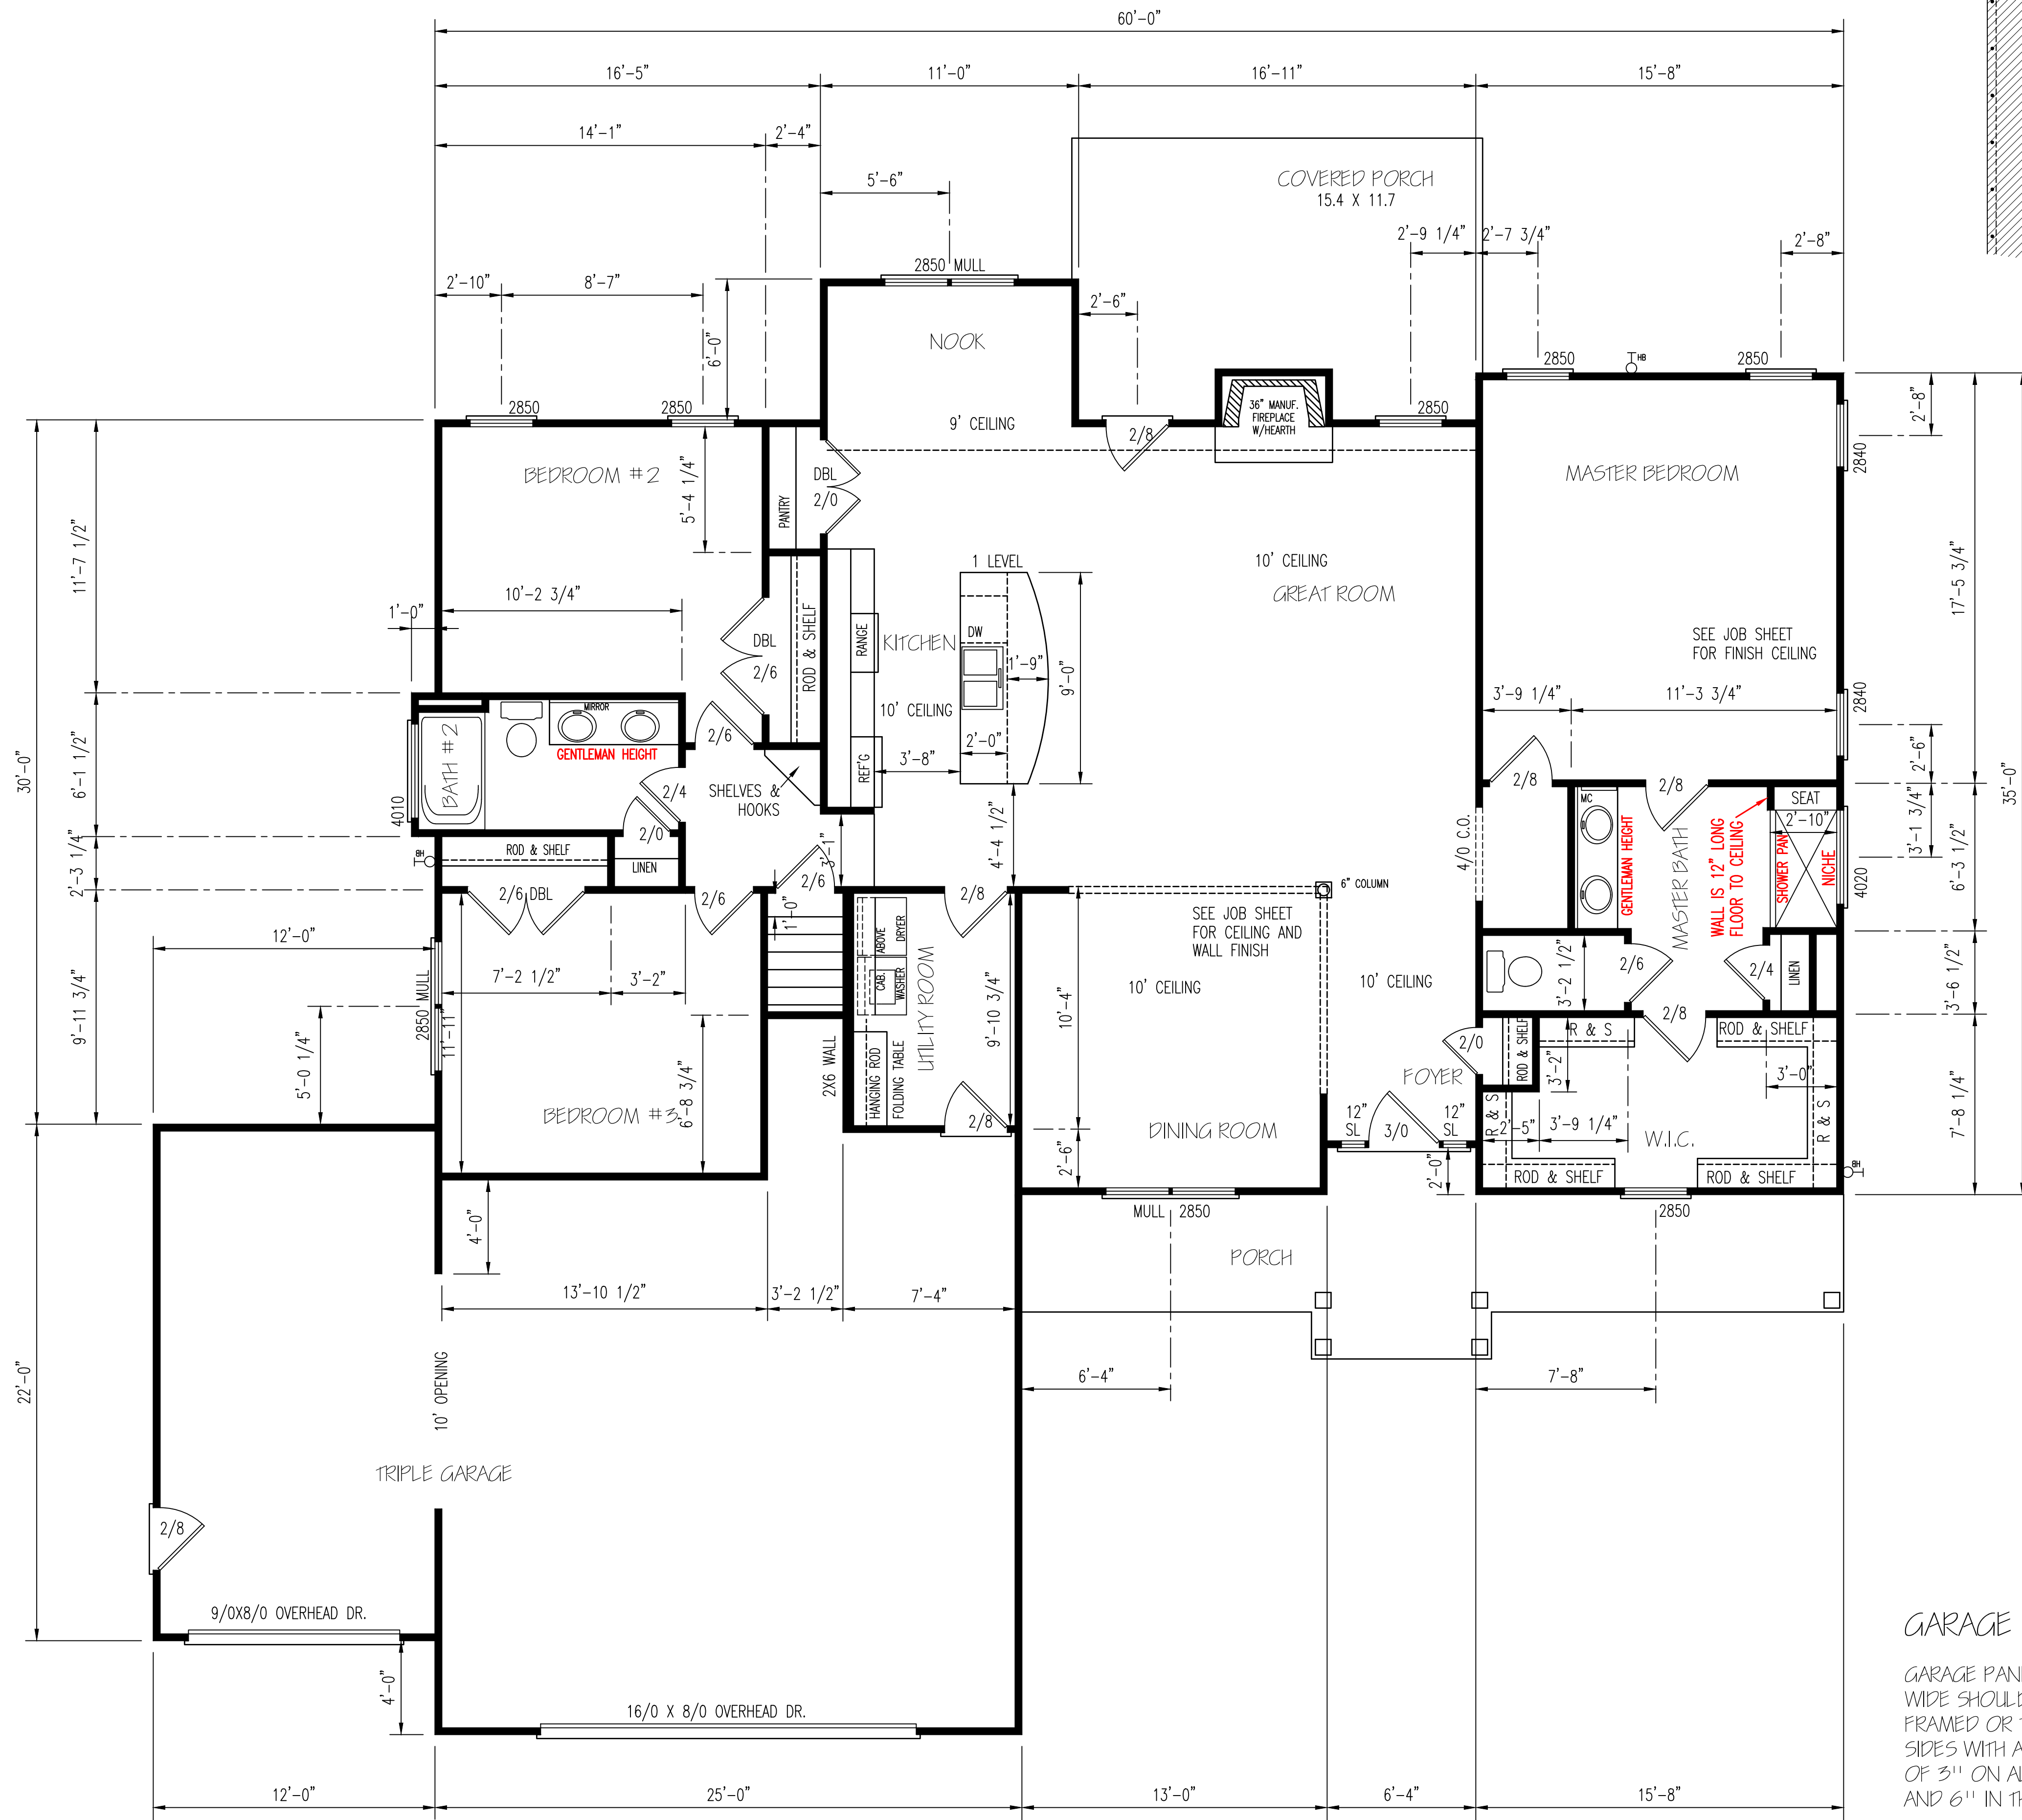 60'-0"
16'-5"
11'-0"
16'-11"
15'-8"
14'-1"
2'-4"
5'-6"
COVERED PORCH
15.4 X 11.7
2'-9 1/4"
2'-7 3/4"
2'-8"
2850 MULL
2'-10"
8'-7"
2'-6"
6'-0"
NOOK
2850
HB
2850
2850
2850
2850
36" MANUF.
FIREPLACE
W/HEARTH
9' CEILING
2/8
2'-8"
2840
BEDROOM #2
5'-4 1/4"
PANTRY
DBL
2/0
MASTER BEDROOM
11'-7 1/2"
1 LEVEL
10' CEILING
GREAT ROOM
17'-5 3/4"
10'-2 3/4"
1'-0"
DBL
2/6
ROD & SHELF
RANGE
KITCHEN
DW
1'-9"
9'-0"
SEE JOB SHEET
FOR FINISH CEILING
3'-9 1/4"
11'-3 3/4"
2840
30'-0"
6'-1 1/2"
BATH #2
MIRROR
GENTLEMAN HEIGHT
2/6
10' CEILING
2'-0"
REF'G
3'-8"
2'-6"
35'-0"
4010
2/4
SHELVES &
HOOKS
2/8
2/8
MC
SEAT
2'-10"
GENTLEMAN HEIGHT
MASTER BATH
WALL IS 12" LONG
FLOOR TO CEILING
SHOWER PAN
NICHE
4020
3'-1 3/4"
6'-3 1/2"
2/0
4'-4 1/2"
3'-1"
4/0 C.O.
2'-3 1/4"
BH
ROD & SHELF
LINEN
2/6 DBL
2/6
2/6
2/8
6" COLUMN
1'-0"
ABOVE
DRYER
CAB.
WASHER
UTILITY ROOM
SEE JOB SHEET
FOR CEILING AND
WALL FINISH
12'-0"
7'-2 1/2"
3'-2"
2850 MULL
11'-11"
9'-11 3/4"
5'-0 1/4"
10' CEILING
10' CEILING
10'-4"
9'-10 3/4"
3'-2 1/2"
2/6
2/4
LINEN
3'-6 1/2"
2/8
2X6 WALL
HANGING ROD
FOLDING TABLE
2/0
ROD & SHELF
R & S
ROD & SHELF
3'-2"
3'-0"
FOYER
BEDROOM #3
6'-8 3/4"
2/8
DINING ROOM
12"
SL
3/0
12"
SL
R & S
2'-5"
3'-9 1/4"
W.I.C.
R & S
7'-8 1/4"
2'-6"
2'-0"
ROD & SHELF
ROD & SHELF
BH
MULL 2850
2850
4'-0"
PORCH
13'-10 1/2"
3'-2 1/2"
7'-4"
6'-4"
7'-8"
22'-0"
10' OPENING
TRIPLE GARAGE
2/8
9/0X8/0 OVERHEAD DR.
4'-0"
16/0 X 8/0 OVERHEAD DR.
GARAGE
WIDE
FRAMED OR
SIDES WITH
OF 3" ON
AND 6" IN
GARAGE
12'-0"
25'-0"
13'-0"
6'-4"
15'-8"